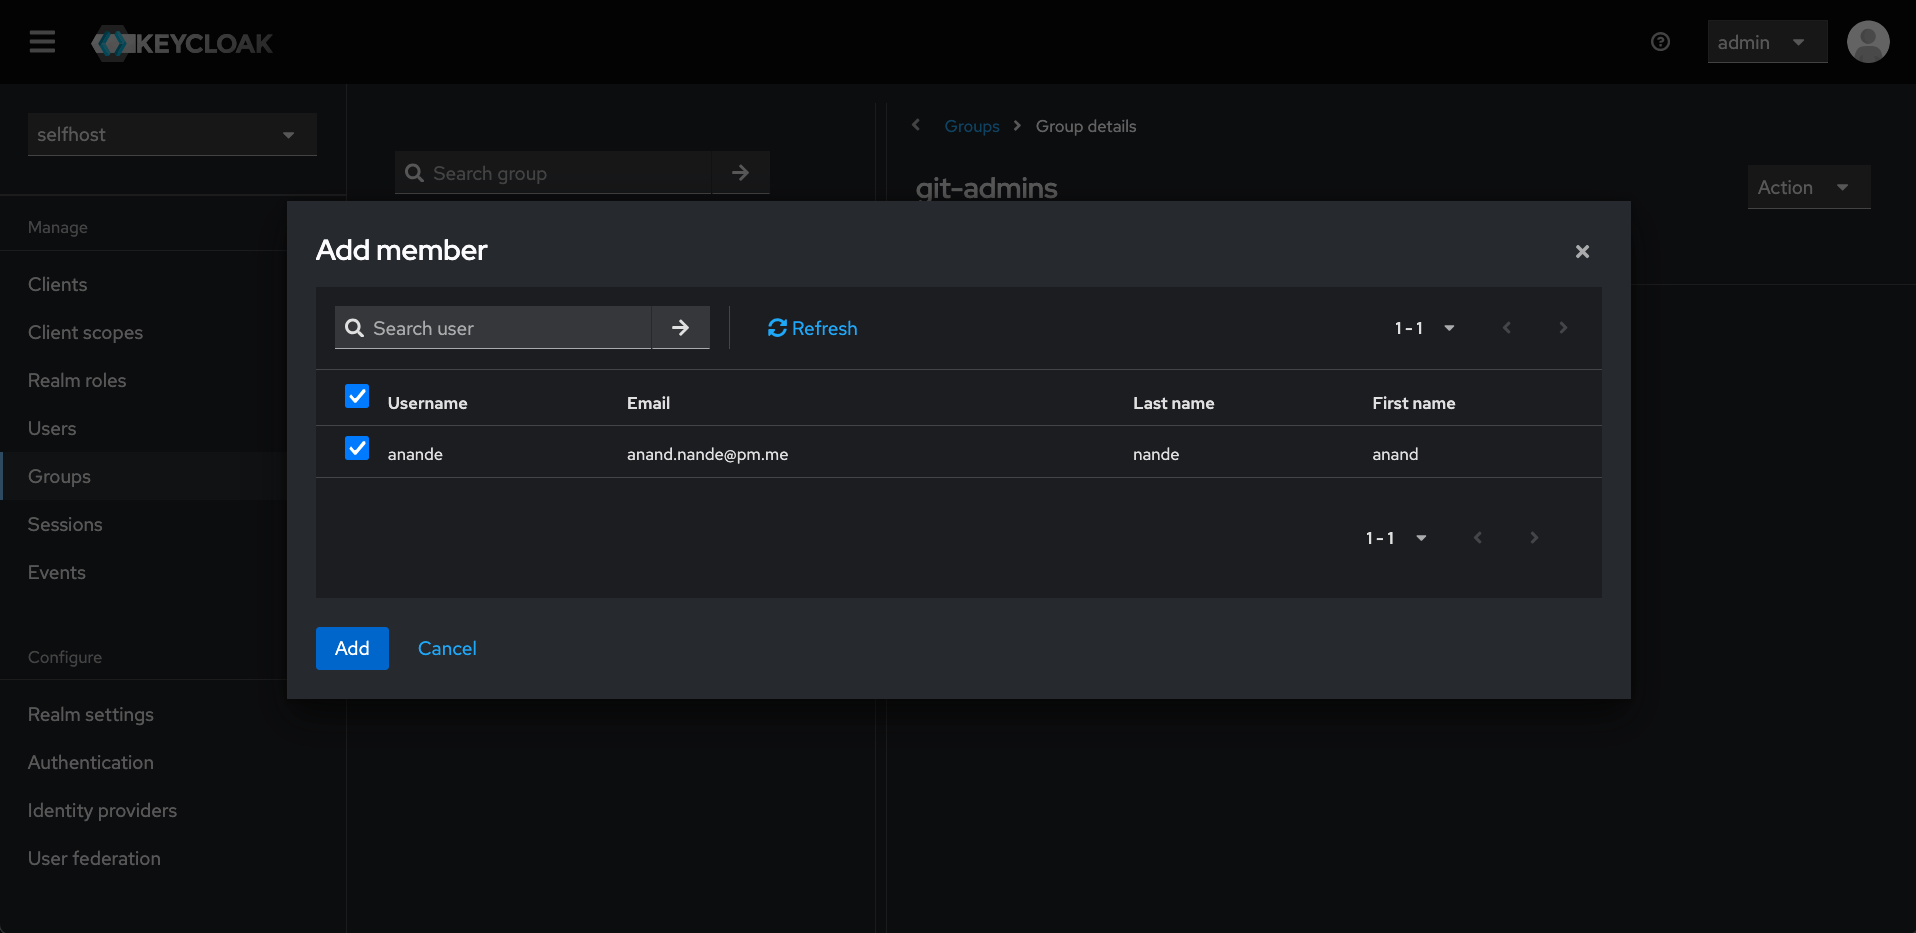 KEYCLOAK
admin
selfhost
Manage
Clients
Client scopes
Realm roles
Users
Groups
Sessions
Events
Configure
Realm settings
Authentication
Identity providers
User federation
Search group
Groups
Group details
git-admins
Action
Add member
Search user
Refresh
1 - 1
Username Email Last name First name
anande anand.nande@pm.me nande anand
1 - 1
Add Cancel